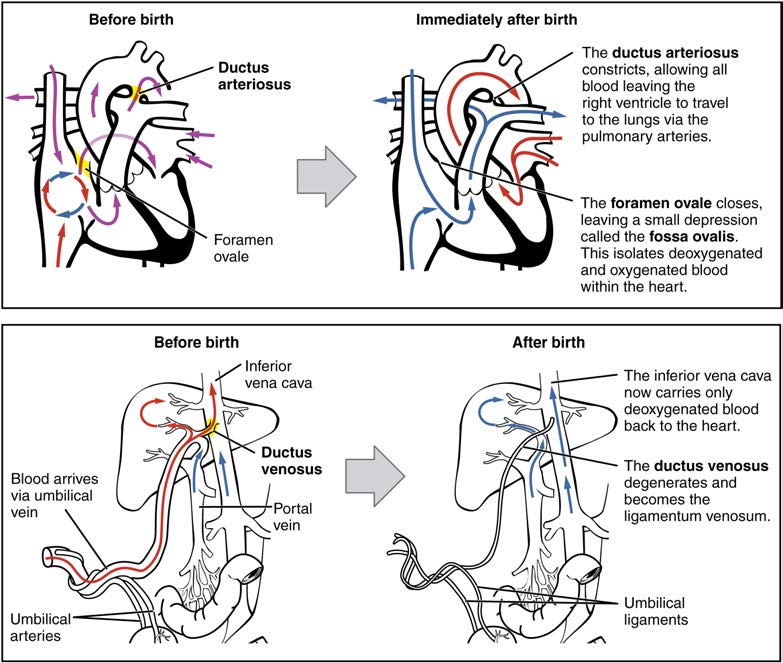 Before birth
Immediately after birth
Ductus
arteriosus
Foramen
ovale
The ductus arteriosus
constricts, allowing all
blood leaving the
right ventricle to travel
to the lungs via the
pulmonary arteries.
The foramen ovale closes,
leaving a small depression
called the fossa ovalis.
This isolates deoxygenated
and oxygenated blood
within the heart.
Before birth
After birth
Inferior
vena cava
Ductus
venosus
Blood arrives
via umbilical
vein
Portal
vein
Umbilical
arteries
The inferior vena cava
now carries only
deoxygenated blood
back to the heart.
The ductus venosus
degenerates and
becomes the
ligamentum venosum.
Umbilical
ligaments